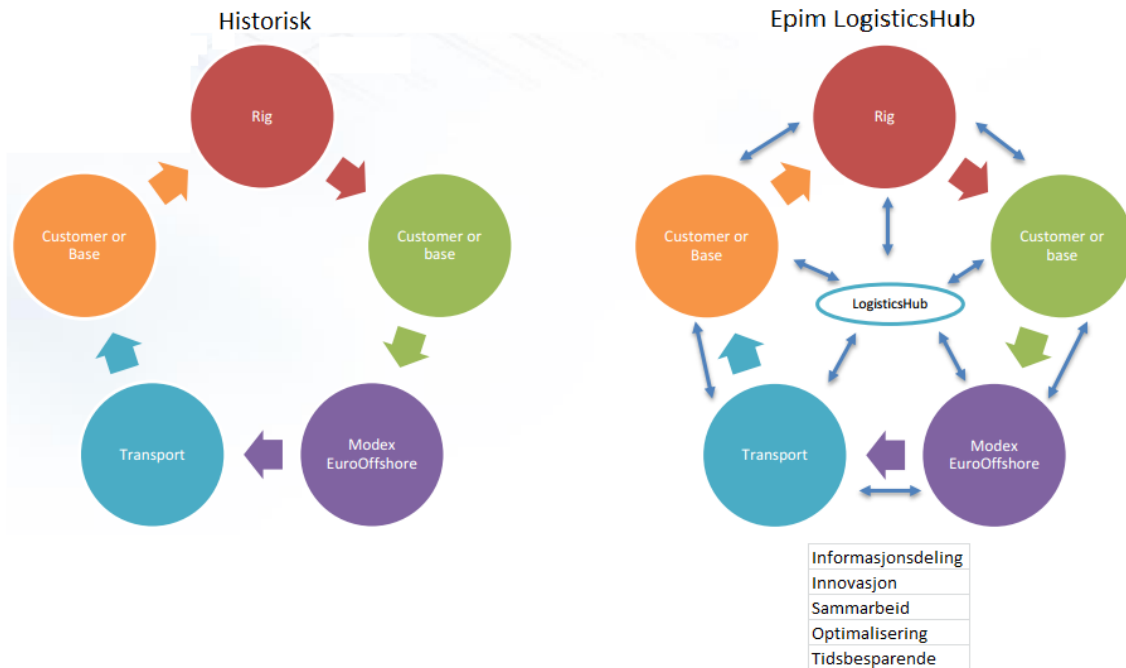 Historisk
Rig
Customer or
Base
Customer or
base
Transport
Modex
EuroOffshore
Epim LogisticsHub
Rig
Customer or
Base
Customer or
base
LogisticsHub
Transport
Modex
EuroOffshore
Informasjonsdeling
Innovasjon
Sammarbeid
Optimalisering
Tidsbesparende